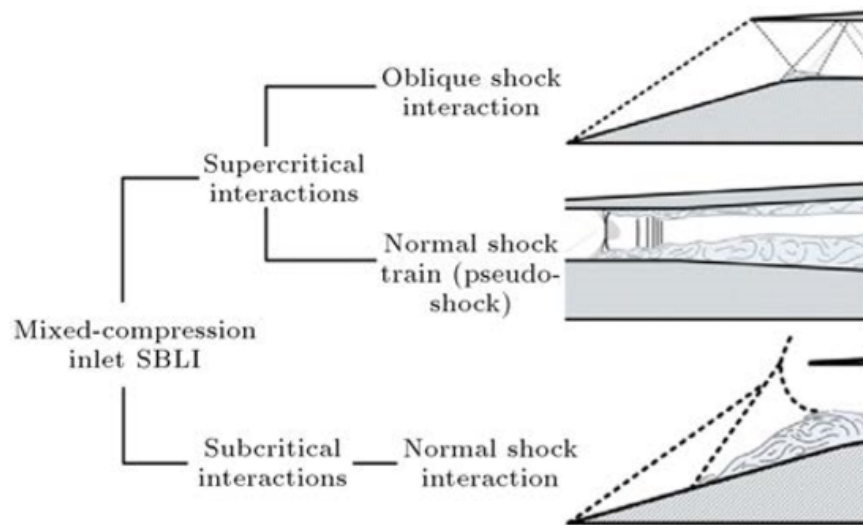 Oblique shock
interaction
Supercritical
interactions
Normal shock
train (pseudo-
shock)
Mixed-compression
inlet SBLI
Subcritical
interactions
Normal shock
interaction